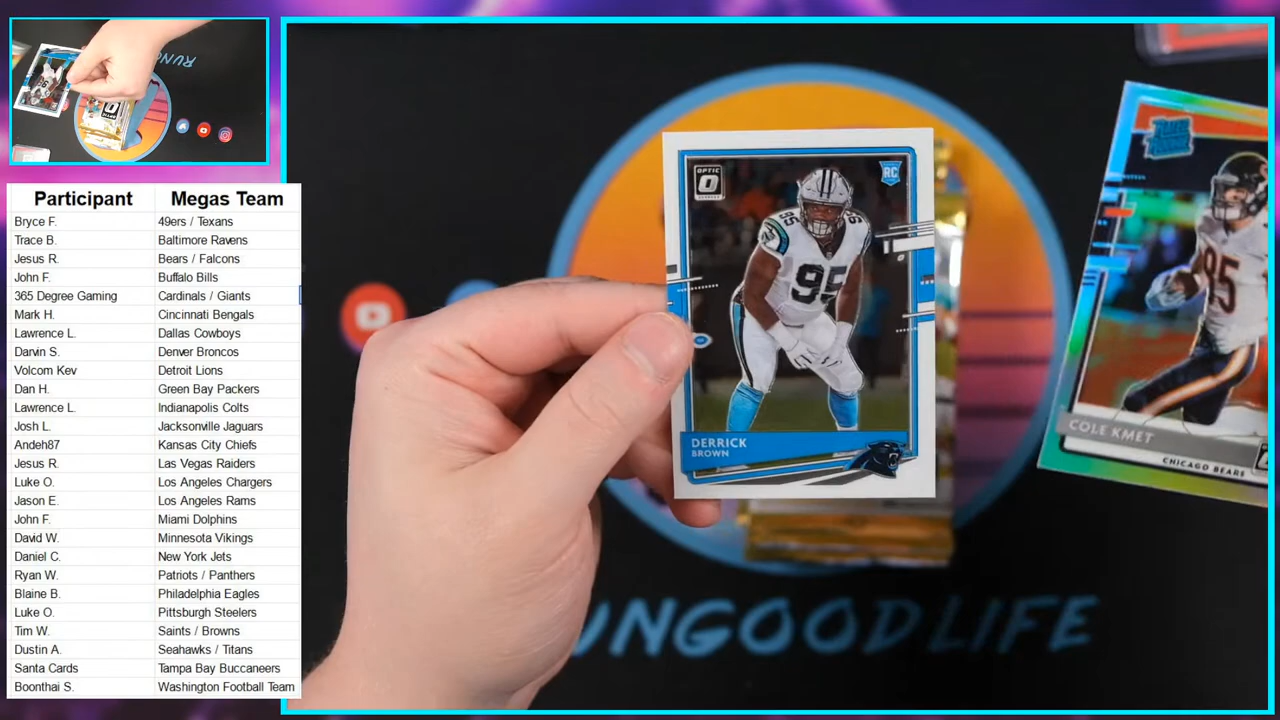 Participant Megas Team
Bryce F. 49ers / Texans
Trace B. Baltimore Ravens
Jesus R. Bears / Falcons
John F. Buffalo Bills
365 Degree Gaming Cardinals / Giants
Mark H. Cincinnati Bengals
Lawrence L. Dallas Cowboys
Darvin S. Denver Broncos
Volcom Kev Detroit Lions
Dan H. Green Bay Packers
Lawrence L. Indianapolis Colts
Josh L. Jacksonville Jaguars
Andeh87 Kansas City Chiefs
Jesus R. Las Vegas Raiders
Luke O. Los Angeles Chargers
Jason E. Los Angeles Rams
John F. Miami Dolphins
David W. Minnesota Vikings
Daniel C. New York Jets
Ryan W. Patriots / Panthers
Blaine B. Philadelphia Eagles
Luke O. Pittsburgh Steelers
Tim W. Saints / Browns
Dustin A. Seahawks / Titans
Santa Cards Tampa Bay Buccaneers
Boonthai S. Washington Football Team
OPTIC
RC
95 95
95
DERRICK
BROWN
RATED
ROOKIE
85
COLE KMET
CHICAGO BEARS
RUNGOODLIFE